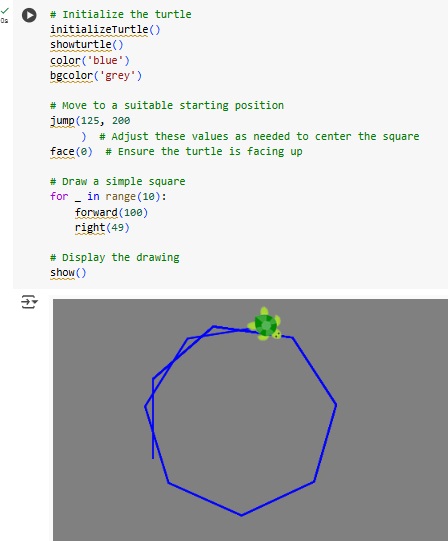 0s
# Initialize the turtle
initializeTurtle()
showturtle()
color('blue')
bgcolor('grey')
# Move to a suitable starting position
jump(125, 200
) # Adjust these values as needed to center the square
face(0) # Ensure the turtle is facing up
# Draw a simple square
for _ in range(10):
forward(100)
right(49)
# Display the drawing
show()